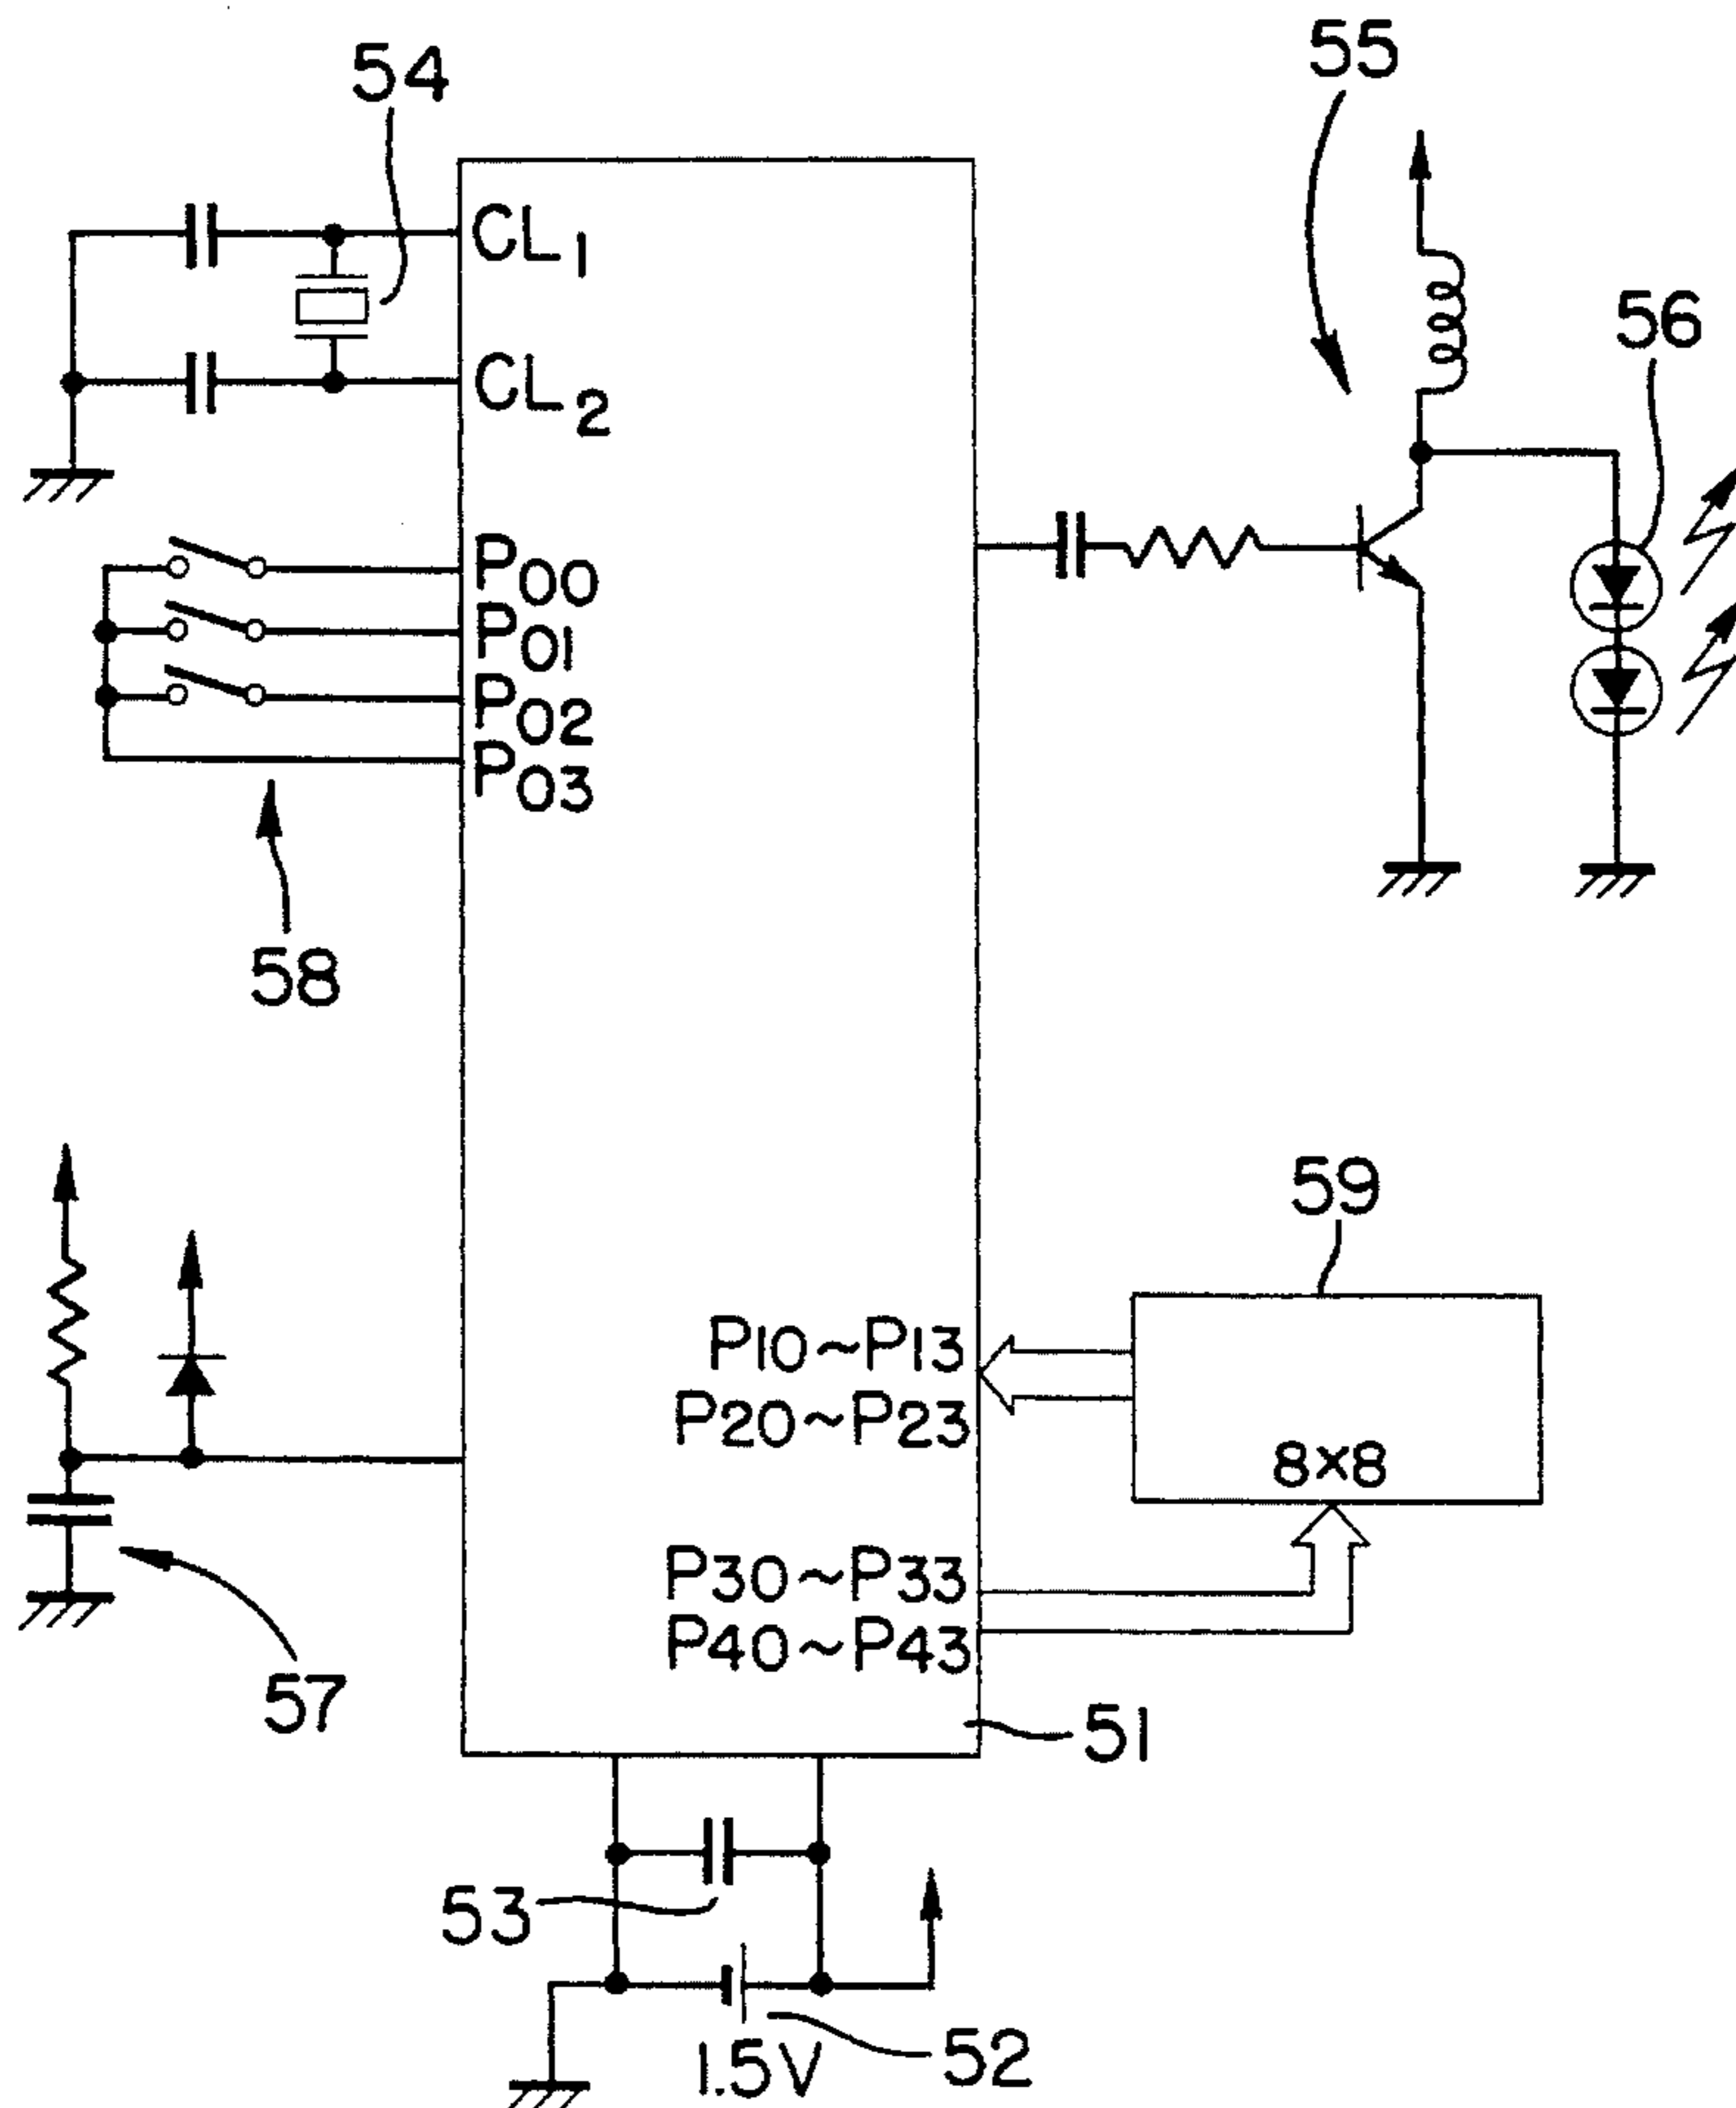 54
55
CL1
56
CL2
P00
P01
P02
P03
58
59
P10~P13
P20~P23
8×8
P30~P33
P40~P43
57
51
53
1.5V
52